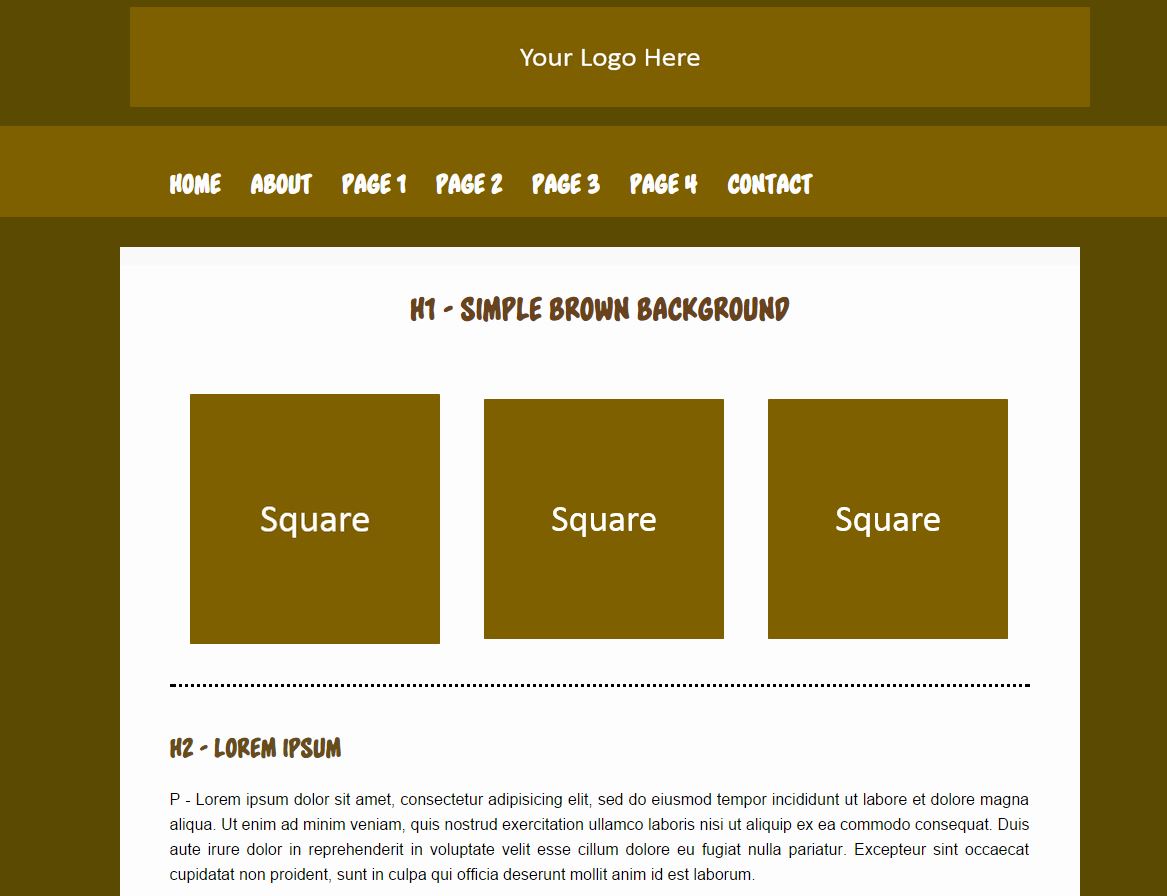 Your Logo Here
HOME ABOUT PAGE 1 PAGE 2 PAGE 3 PAGE 4 CONTACT
H1 - SIMPLE BROWN BACKGROUND
Square Square Square
H2 - LOREM IPSUM
P - Lorem ipsum dolor sit amet, consectetur adipisicing elit, sed do eiusmod tempor incididunt ut labore et dolore magna
aliqua. Ut enim ad minim veniam, quis nostrud exercitation ullamco laboris nisi ut aliquip ex ea commodo consequat. Duis
aute irure dolor in reprehenderit in voluptate velit esse cillum dolore eu fugiat nulla pariatur. Excepteur sint occaecat
cupidatat non proident, sunt in culpa qui officia deserunt mollit anim id est laborum.